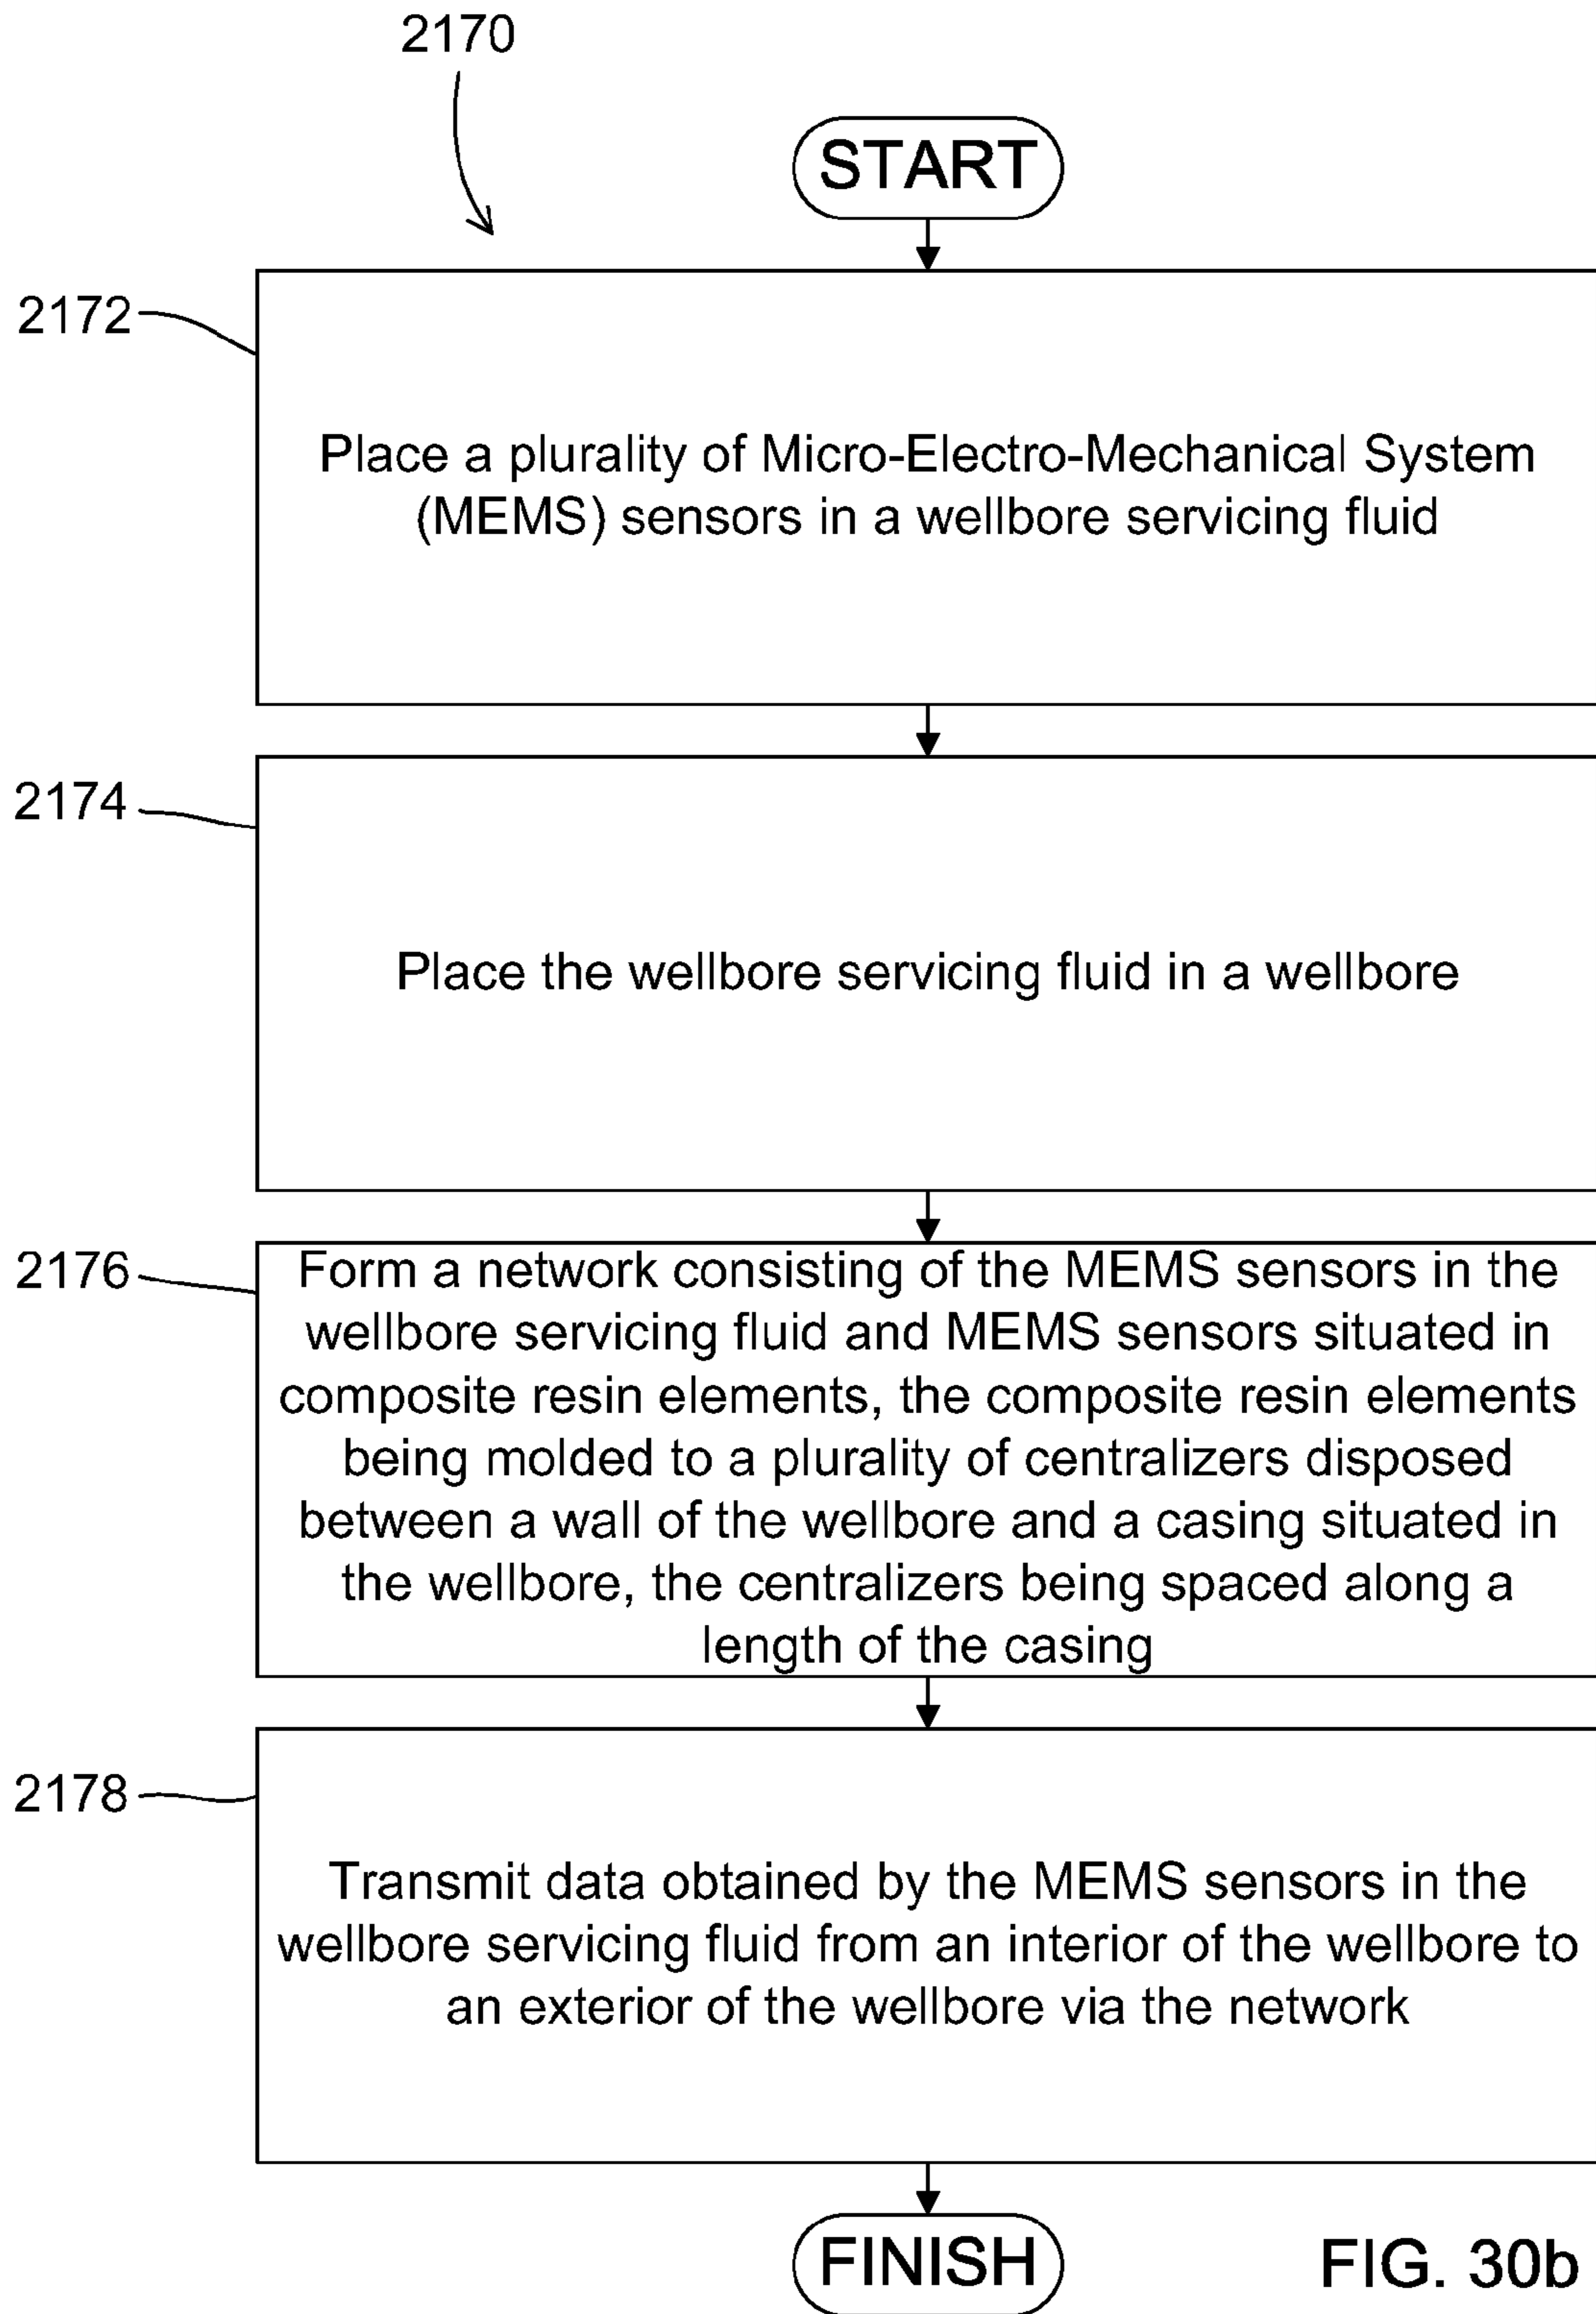 2170
START
2172
Place a plurality of Micro-Electro-Mechanical System
(MEMS) sensors in a wellbore servicing fluid
2174
Place the wellbore servicing fluid in a wellbore
2176
Form a network consisting of the MEMS sensors in the
wellbore servicing fluid and MEMS sensors situated in
composite resin elements, the composite resin elements
being molded to a plurality of centralizers disposed
between a wall of the wellbore and a casing situated in
the wellbore, the centralizers being spaced along a
length of the casing
2178
Transmit data obtained by the MEMS sensors in the
wellbore servicing fluid from an interior of the wellbore to
an exterior of the wellbore via the network
FINISH
FIG. 30b